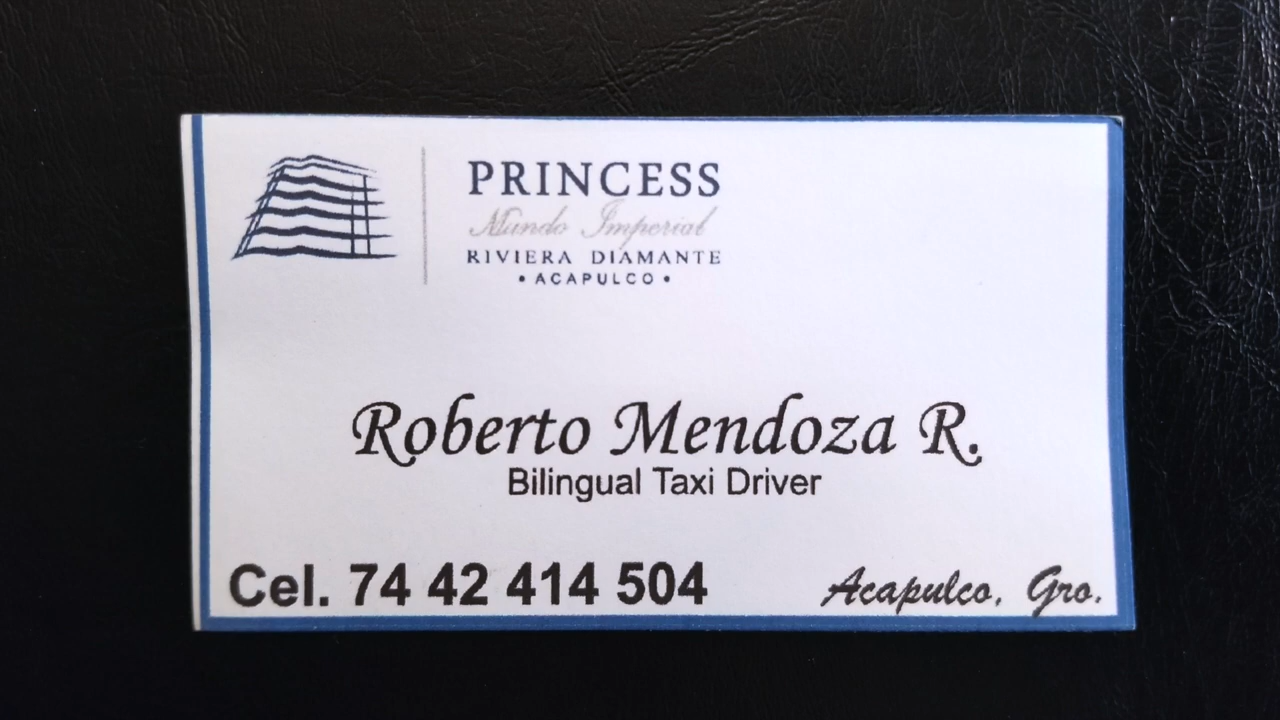 PRINCESS
Mundo Imperial
RIVIERA DIAMANTE
• ACAPULCO •
Roberto Mendoza R.
Bilingual Taxi Driver
Cel. 74 42 414 504
Acapulco, Gro.